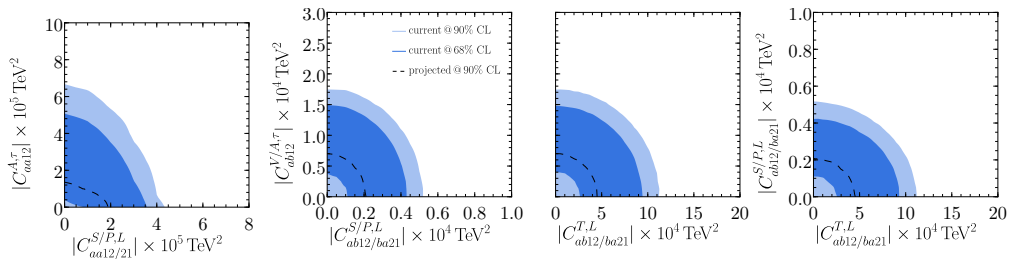 |C^{A,τ}_{aa12}| × 10^5 TeV^2
10
8
6
4
2
0
0 2 4 6 8
|C^{S/P,L}_{aa12/21}| × 10^5 TeV^2
|C^{V/A,τ}_{ab12}| × 10^4 TeV^2
3.0
2.5
2.0
1.5
1.0
0.5
0.0
current @ 90% CL
current @ 68% CL
projected @ 90% CL
0.0 0.2 0.4 0.6 0.8 1.0
|C^{S/P,L}_{ab12/ba21}| × 10^4 TeV^2
0 5 10 15 20
|C^{T,L}_{ab12/ba21}| × 10^4 TeV^2
|C^{S/P,L}_{ab12/ba21}| × 10^4 TeV^2
1.0
0.8
0.6
0.4
0.2
0.0
0 5 10 15 20
|C^{T,L}_{ab12/ba21}| × 10^4 TeV^2